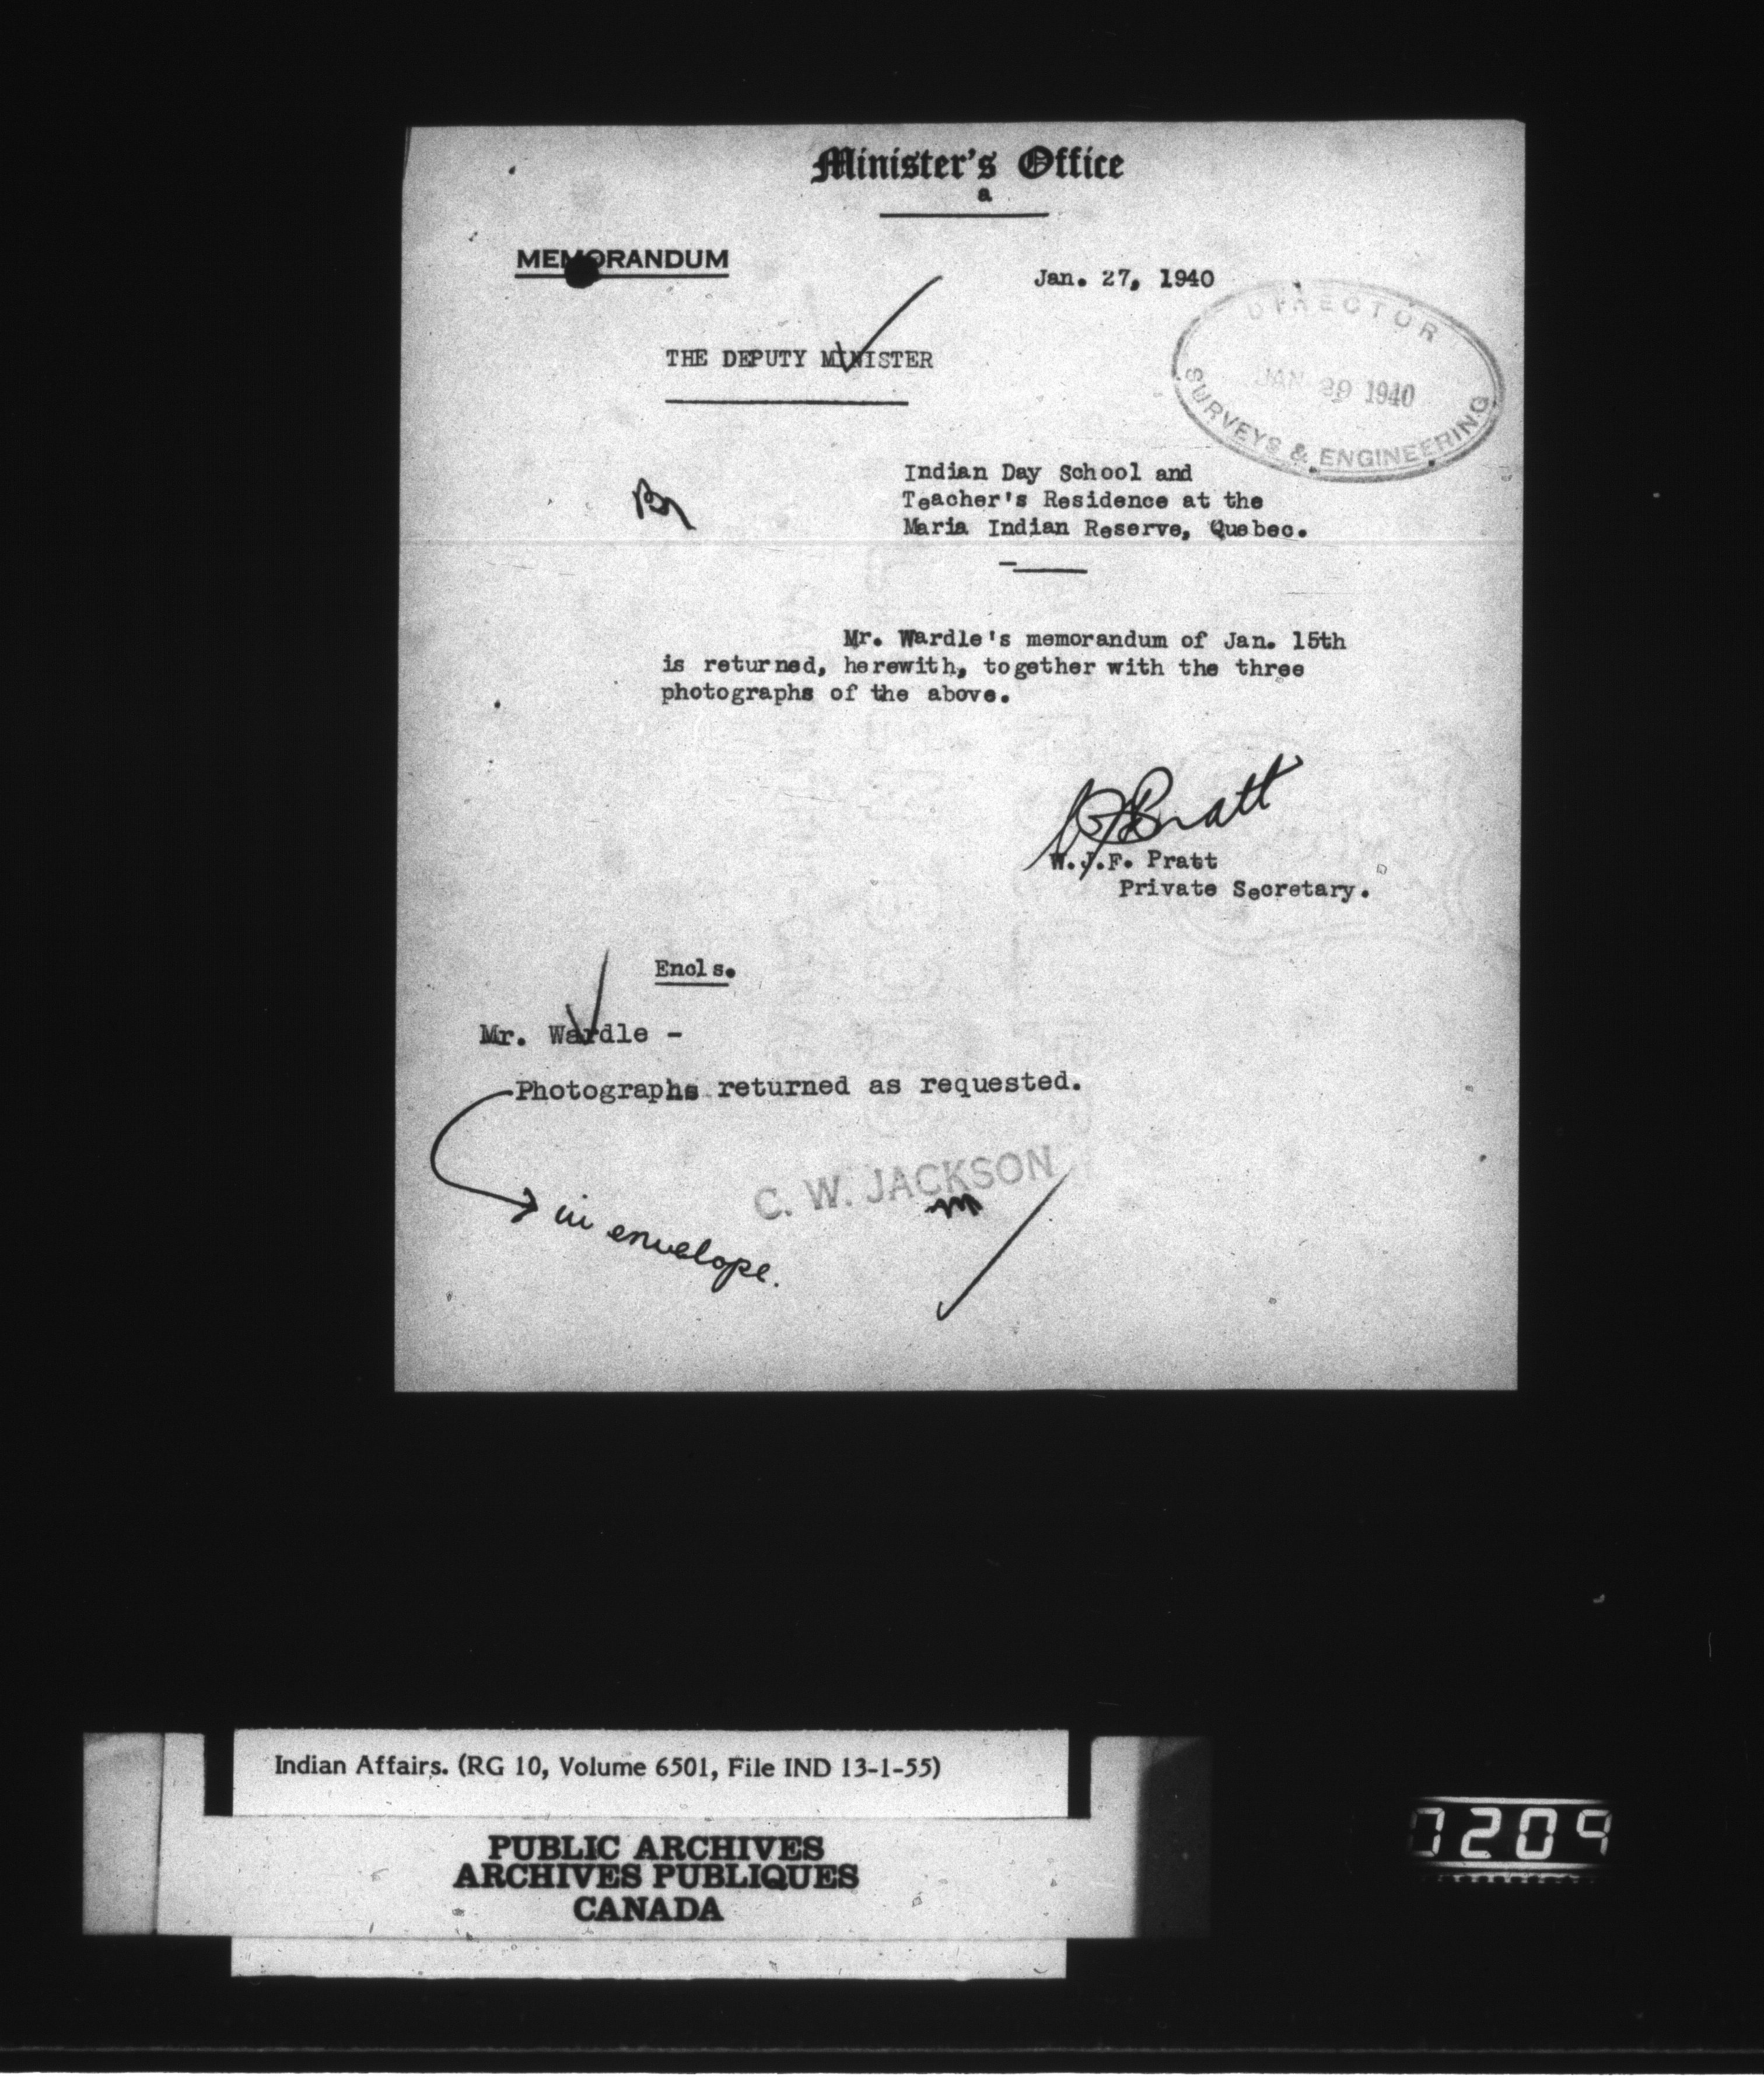 Minister's Office
a
MEMORANDUM
Jan. 27, 1940
THE DEPUTY MINISTER
DIRECTOR
JAN 29 1940
SURVEYS & ENGINEERING
Indian Day School and
Teacher's Residence at the
Maria Indian Reserve, Quebec.
Mr. Wardle's memorandum of Jan. 15th
is returned, herewith, together with the three
photographs of the above.
W.J.F. Pratt
Private Secretary.
Encls.
Mr. Wardle -
Photographs returned as requested.
C. W. JACKSON
in envelope.
Indian Affairs. (RG 10, Volume 6501, File IND 13-1-55)
PUBLIC ARCHIVES
ARCHIVES PUBLIQUES
CANADA
0209